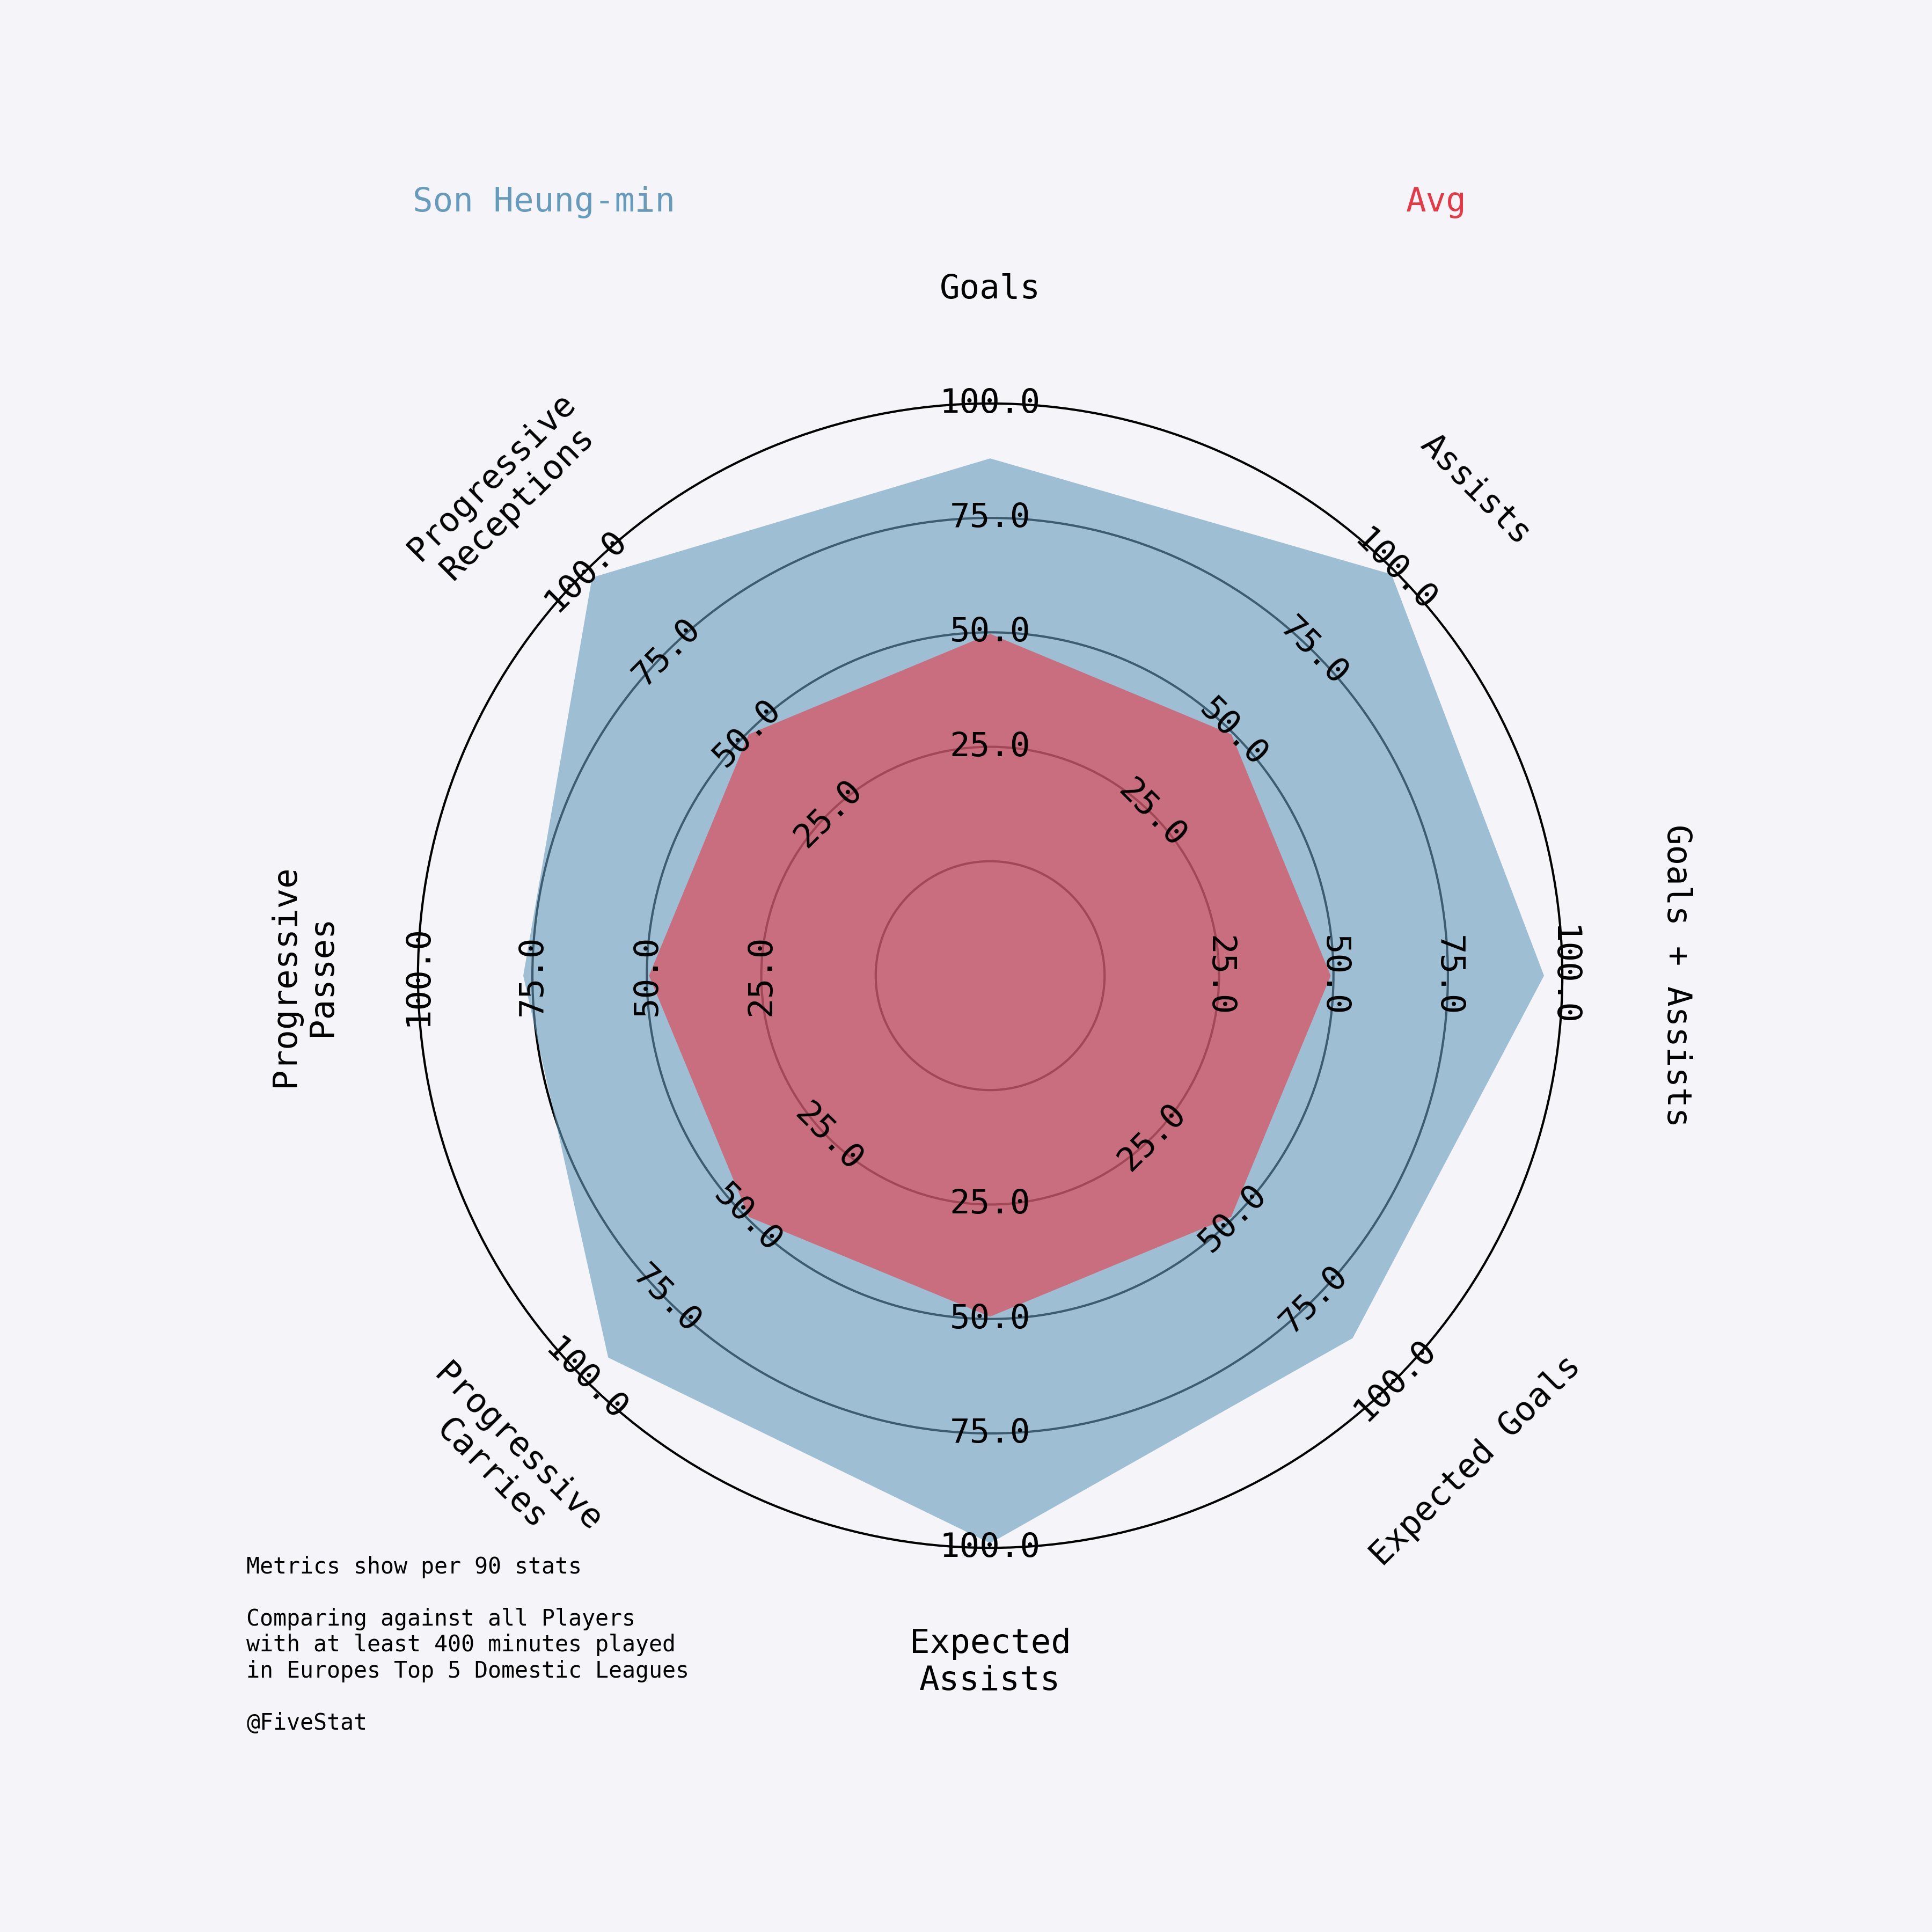 Son Heung-min
Avg
Goals
Assists
Goals + Assists
Expected Goals
Expected
Assists
Progressive
Carries
Progressive
Passes
Progressive
Receptions
100.0
75.0
50.0
25.0
100.0
75.0
50.0
25.0
100.0
75.0
50.0
25.0
100.0
75.0
50.0
25.0
100.0
75.0
50.0
25.0
100.0
75.0
50.0
25.0
100.0
75.0
50.0
25.0
100.0
75.0
50.0
25.0
Metrics show per 90 stats
Comparing against all Players
with at least 400 minutes played
in Europes Top 5 Domestic Leagues
@FiveStat